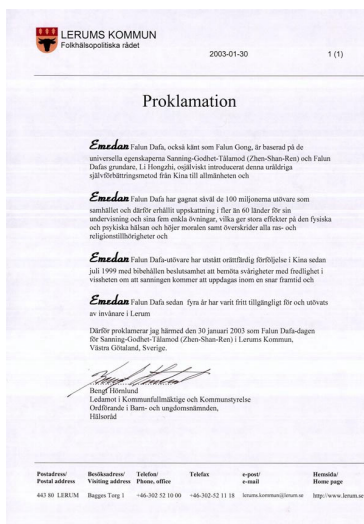 LERUMS KOMMUN
Folkhälsopolitiska rådet
2003-01-30 1 (1)
Proklamation
Emedan Falun Dafa, också känt som Falun Gong, är baserad på de
universella egenskaperna Sanning-Godhet-Tålamod (Zhen-Shan-Ren) och Falun
Dafas grundare, Li Hongzhi, osjälviskt introducerat denna uråldriga
självförbättringsmetod från Kina till allmänheten och
Emedan Falun Dafa har gagnat såväl de 100 miljonerna utövare som
samhället och därför erhållit uppskattning i fler än 60 länder för sin
undervisning och sina fem enkla övningar, vilka ger stora effekter på den fysiska
och psykiska hälsan och höjer moralen samt överskrider alla ras- och
religionstillhörigheter och
Emedan Falun Dafa-utövare har utstått orättfärdig förföljelse i Kina sedan
juli 1999 med bibehållen beslutsamhet att bemöta svårigheter med fredlighet i
vissheten om att sanningen kommer att uppdagas inom en snar framtid och
Emedan Falun Dafa sedan fyra år har varit fritt tillgängligt för och utövats
av invånare i Lerum
Därför proklamerar jag härmed den 30 januari 2003 som Falun Dafa-dagen
för Sanning-Godhet-Tålamod (Zhen-Shan-Ren) i Lerums Kommun,
Västra Götaland, Sverige.
Bengt Hörnlund
Ledamot i Kommunfullmäktige och Kommunstyrelse
Ordförande i Barn- och ungdomsnämnden,
Hälsoråd
Postadress/ Besöksadress/ Telefon/ Telefax e-post/ Hemsida/
Postal address Visiting address Phone, office e-mail Home page
443 80 LERUM Bagges Torg 1 +46-302 52 10 00 +46-302-52 11 18 lerums.kommun@lerum.se http://www.lerum.se